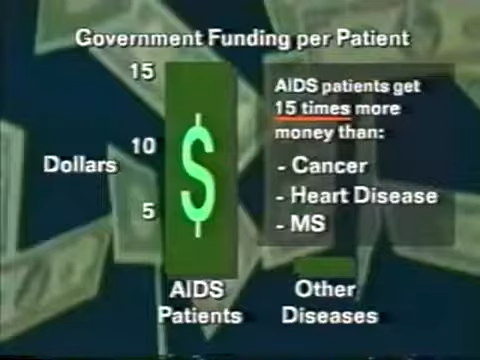 Government Funding per Patient
15
10
5
Dollars
$
AIDS patients get
15 times more
money than:
- Cancer
- Heart Disease
- MS
AIDS
Patients
Other
Diseases